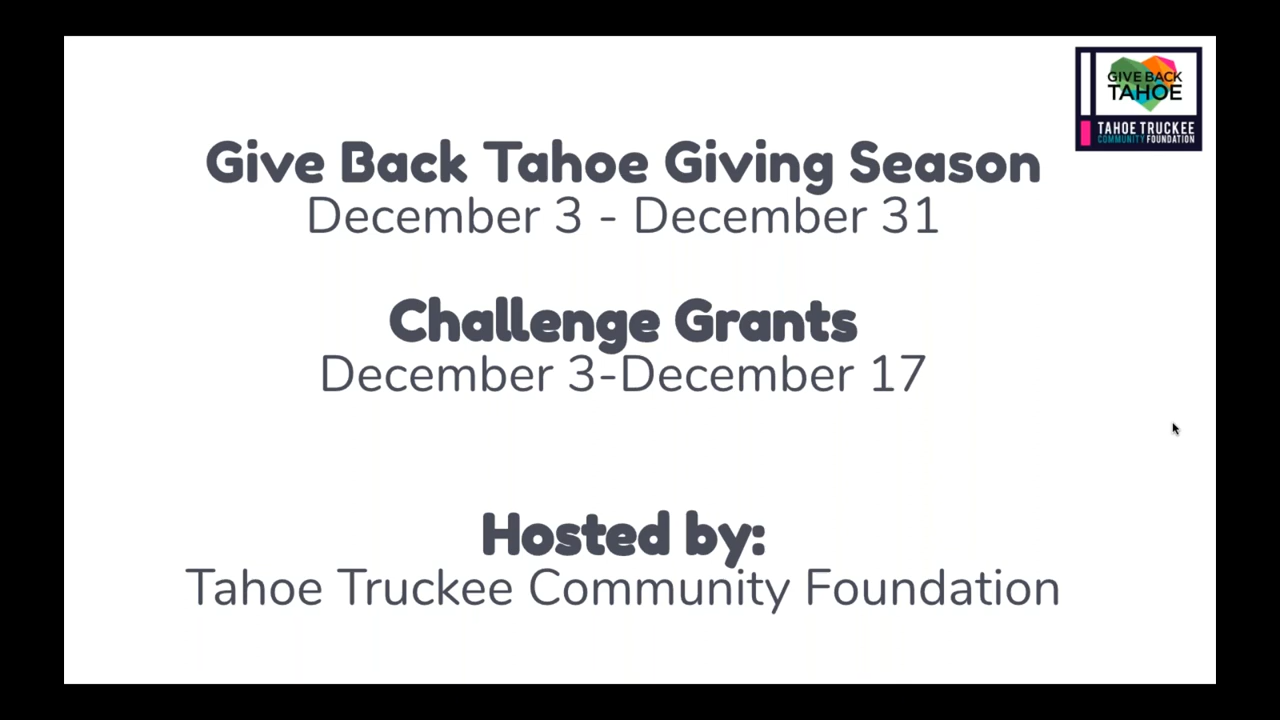 GIVE BACK
TAHOE
TAHOE TRUCKEE
COMMUNITY FOUNDATION
Give Back Tahoe Giving Season
December 3 - December 31
Challenge Grants
December 3-December 17
Hosted by:
Tahoe Truckee Community Foundation